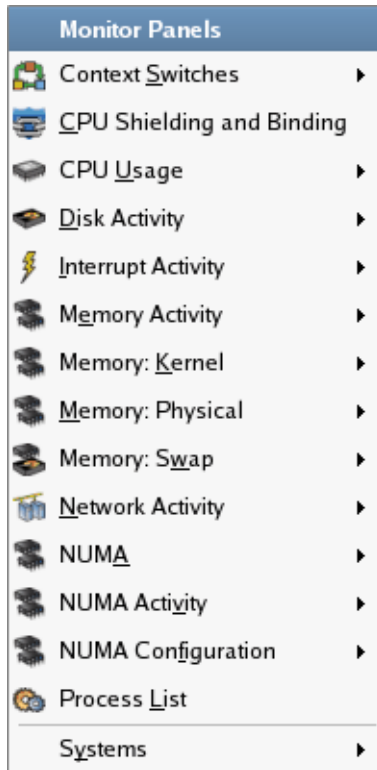 Monitor Panels
Context Switches
CPU Shielding and Binding
CPU Usage
Disk Activity
Interrupt Activity
Memory Activity
Memory: Kernel
Memory: Physical
Memory: Swap
Network Activity
NUMA
NUMA Activity
NUMA Configuration
Process List
Systems